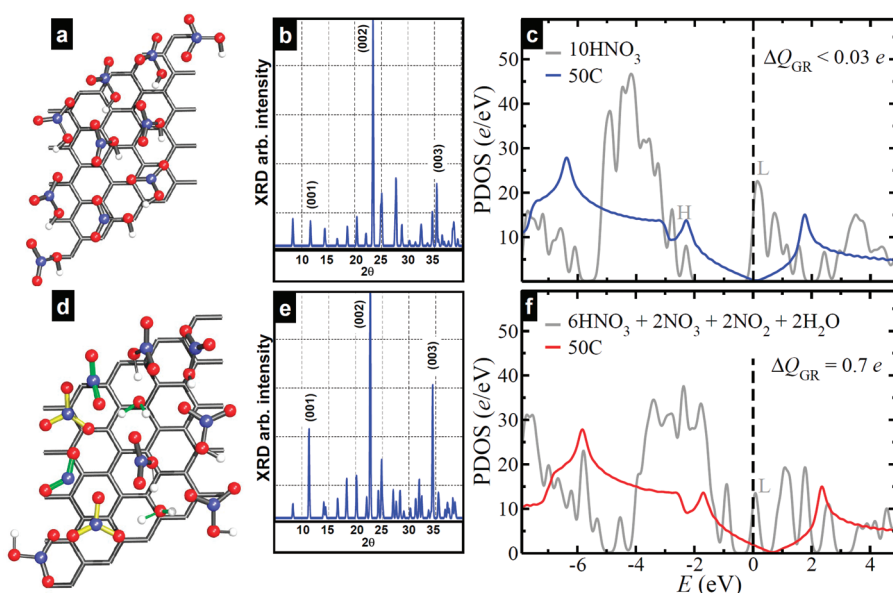 a
b
XRD arb. intensity
(001)
(002)
(003)
10 15 20 25 30 35
2θ
c
10HNO₃
50C
ΔQ_GR < 0.03 e
PDOS (e/eV)
50
40
30
20
10
H
L
d
e
XRD arb. intensity
(001)
(002)
(003)
10 15 20 25 30 35
2θ
f
6HNO₃ + 2NO₃ + 2NO₂ + 2H₂O
50C
ΔQ_GR = 0.7 e
PDOS (e/eV)
50
40
30
20
10
0
L
-6 -4 -2 0 2 4
E (eV)